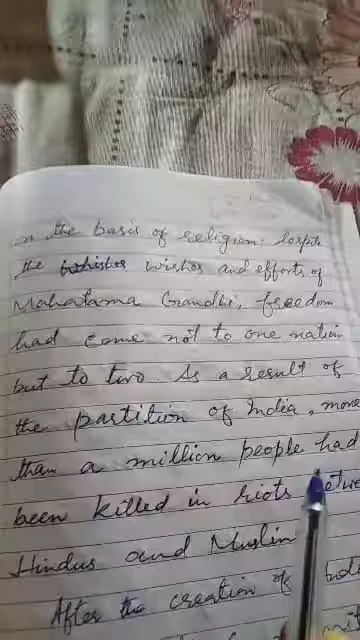 on the basis of religion. Despite
the wishes and efforts of
Mahatama Gandhi, freedom
had come not to one nation
but to two. As a result of
the partition of India, more
than a million people had
been killed in riots
Hindus and Muslim
After the creation of